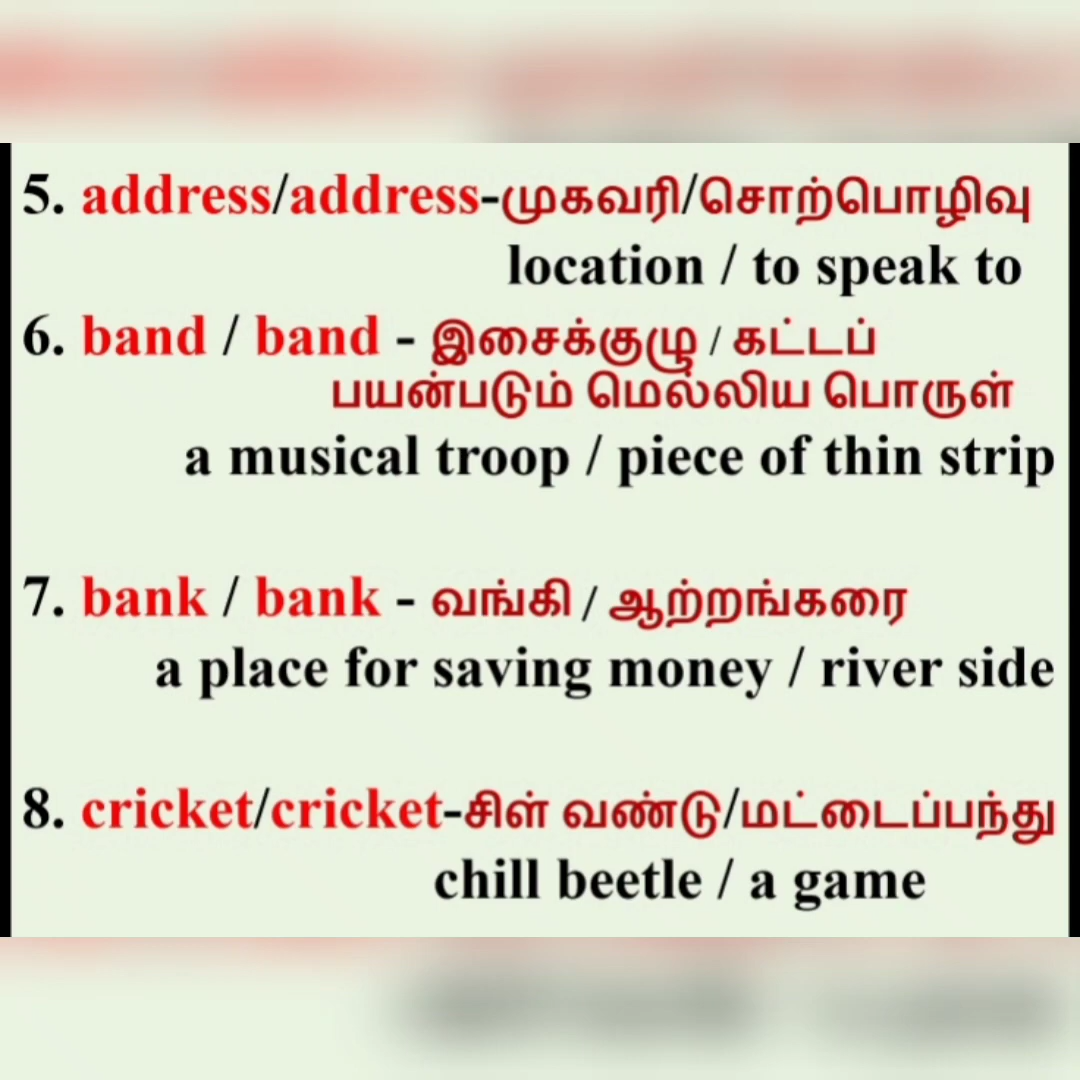 5. address/address-முகவரி/சொற்பொழிவு
location / to speak to
6. band / band - இசைக்குழு / கட்டப்
பயன்படும் மெல்லிய பொருள்
a musical troop / piece of thin strip
7. bank / bank - வங்கி / ஆற்றங்கரை
a place for saving money / river side
8. cricket/cricket-சிள் வண்டு/மட்டைப்பந்து
chill beetle / a game